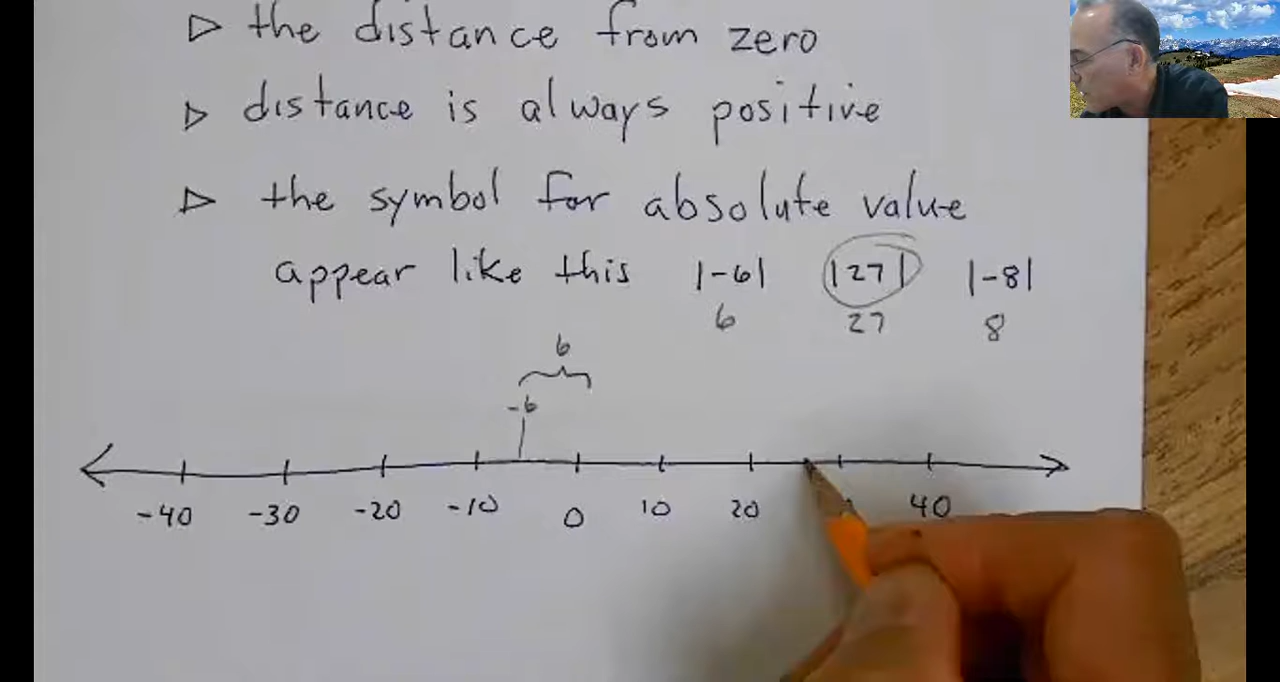 ▷ the distance from zero
▷ distance is always positive
▷ the symbol for absolute value
appear like this |-6| |27| |-8|
6 27 8
6
-6
-40 -30 -20 -10 0 10 20 40